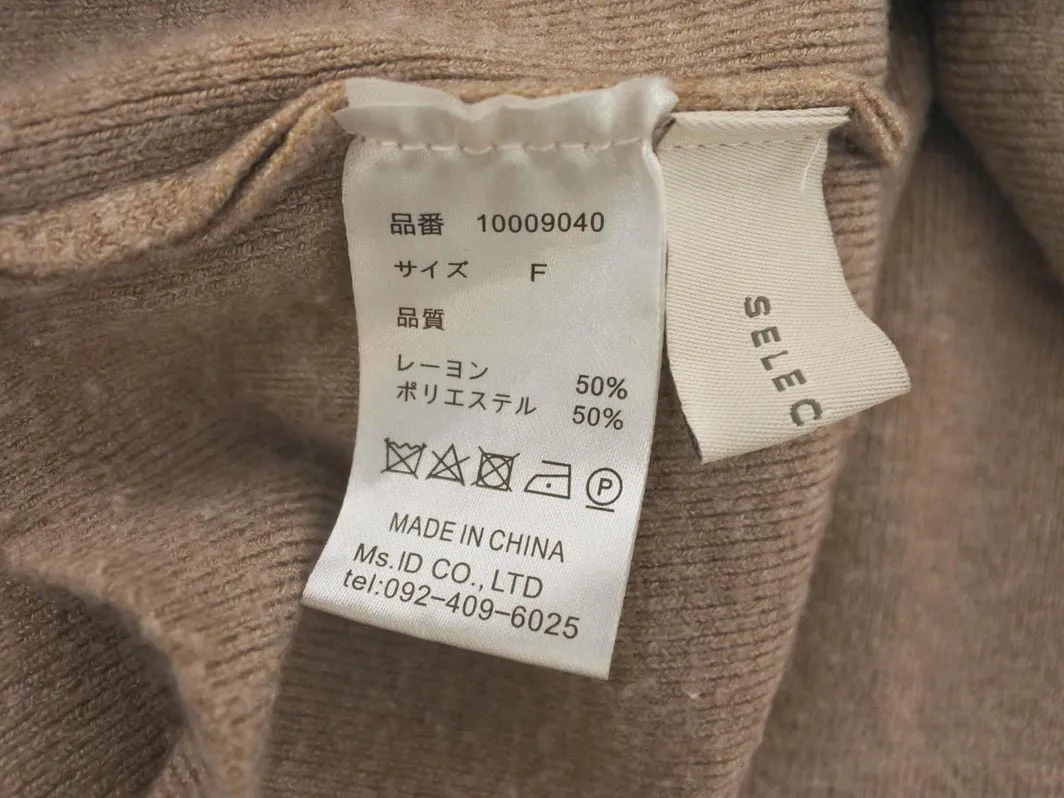 品番 10009040
サイズ F
品質
レーヨン 50%
ポリエステル 50%
P
MADE IN CHINA
Ms.ID CO.,LTD
tel:092-409-6025
SELEC